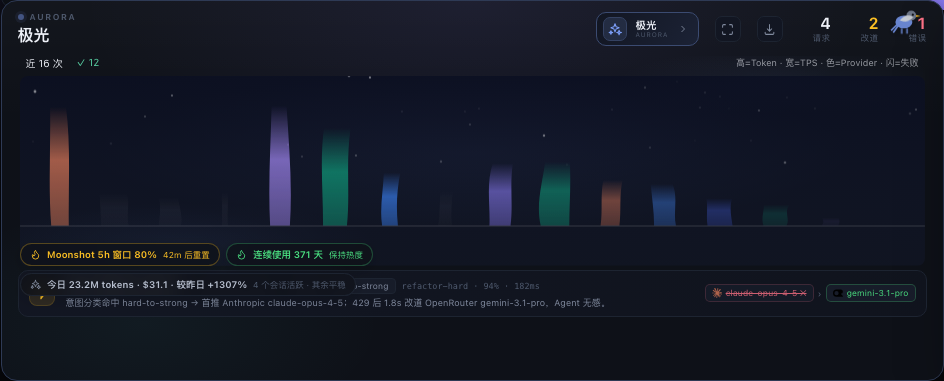 AURORA
极光
极光
AURORA
4
请求
2
改道
1
错误
近 16 次 ✓ 12
高=Token · 宽=TPS · 色=Provider · 闪=失败
Moonshot 5h 窗口 80% 42m 后重置
连续使用 371 天 保持热度
今日 23.2M tokens · $31.1 · 较昨日 +1307% 4 个会话活跃 · 其余平稳
o-strong refactor-hard · 94% · 182ms
意图分类命中 hard-to-strong → 首推 Anthropic claude-opus-4-5；429 后 1.8s 改道 OpenRouter gemini-3.1-pro，Agent 无感。
claude-opus-4-5 ✕ › gemini-3.1-pro